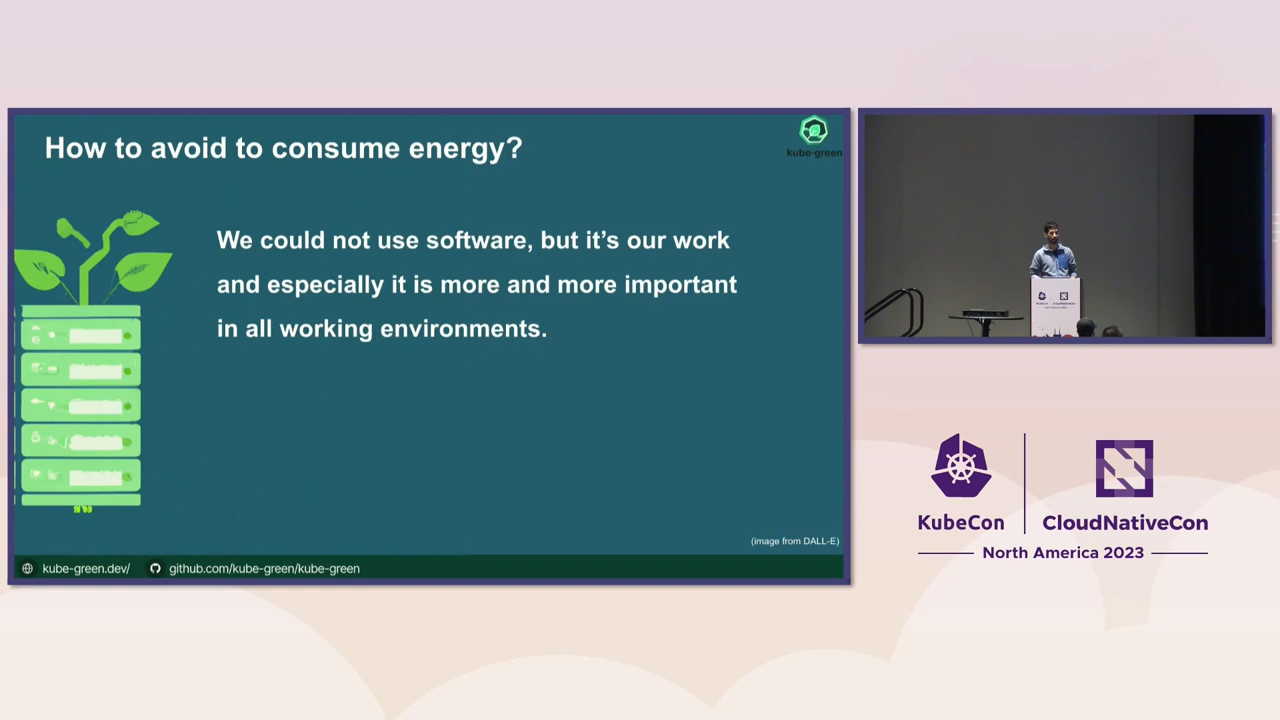 How to avoid to consume energy?
kube-green
We could not use software, but it's our work
and especially it is more and more important
in all working environments.
(image from DALL-E)
kube-green.dev/
github.com/kube-green/kube-green
KubeCon
CloudNativeCon
North America 2023